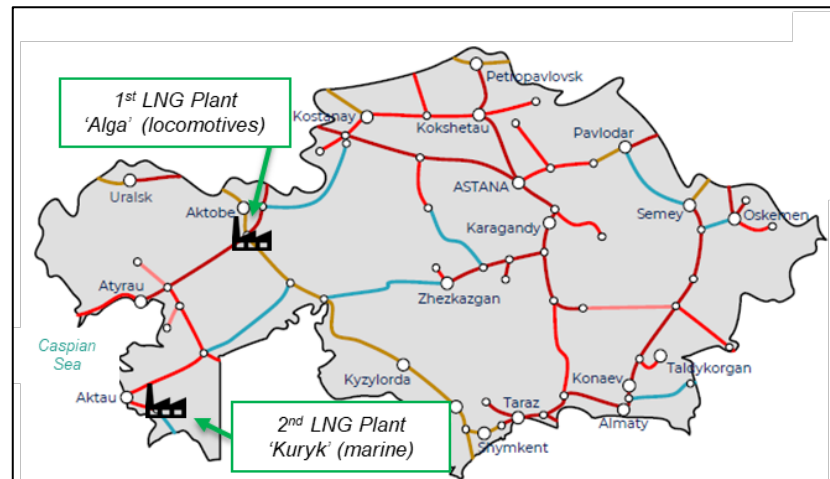 1st LNG Plant
'Alga' (locomotives)
Petropavlovsk
Kostanay
Kokshetau
Pavlodar
Uralsk
Aktobe
ASTANA
Semey
Oskemen
Karagandy
Atyrau
Zhezkazgan
Caspian
Sea
Kyzylorda
Konaev
Taldykorgan
Aktau
Taraz
Almaty
Shymkent
2nd LNG Plant
'Kuryk' (marine)